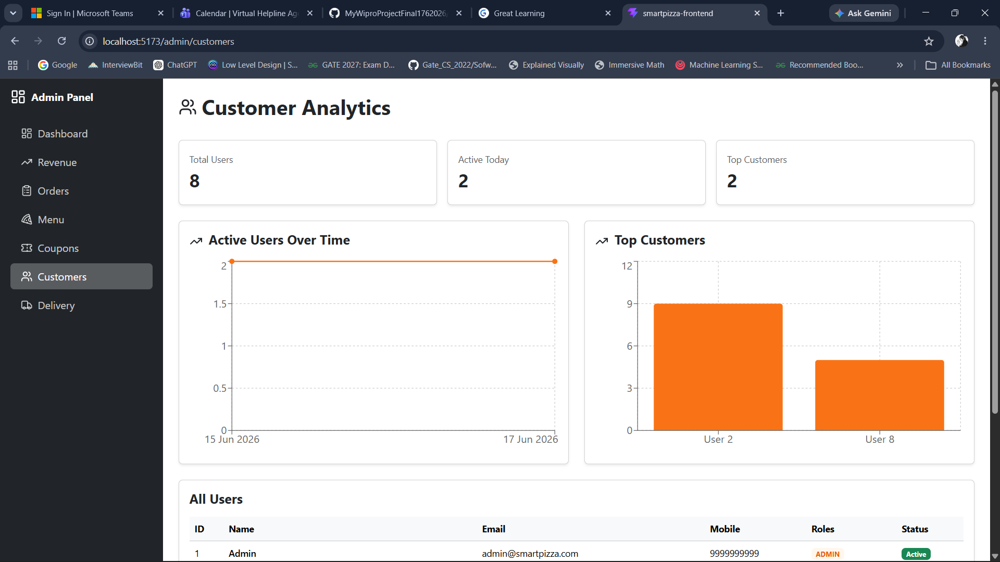 Sign In | Microsoft Teams
Calendar | Virtual Helpline Ag
MyWiproProjectFinal1762026
Great Learning
smartpizza-frontend
Ask Gemini
localhost:5173/admin/customers
Google
InterviewBit
ChatGPT
Low Level Design | S...
GATE 2027: Exam D...
Gate_CS_2022/Sofw...
Explained Visually
Immersive Math
Machine Learning S...
Recommended Boo...
All Bookmarks
Admin Panel
Dashboard
Revenue
Orders
Menu
Coupons
Customers
Delivery
Customer Analytics
Total Users
8
Active Today
2
Top Customers
2
Active Users Over Time
2
1.5
1
0.5
0
15 Jun 2026
17 Jun 2026
Top Customers
12
9
6
3
0
User 2
User 8
All Users
ID Name Email Mobile Roles Status
1 Admin admin@smartpizza.com 9999999999 ADMIN Active